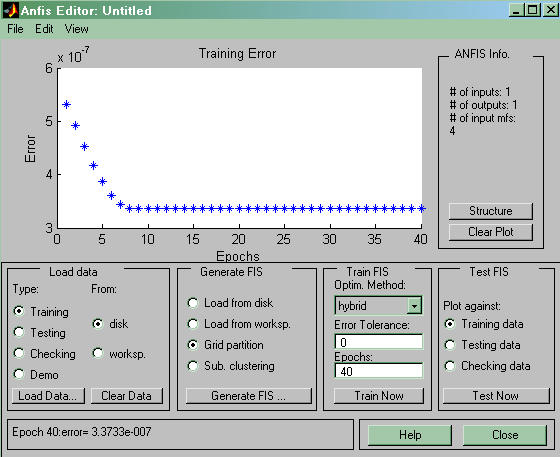 Anfis Editor: Untitled
File Edit View
Training Error
x 10^-7
6
5
4
3
Error
0 5 10 15 20 25 30 35 40
Epochs
ANFIS Info.
# of inputs: 1
# of outputs: 1
# of input mfs:
4
Structure
Clear Plot
Load data
Type: From:
Training
disk
Testing
Checking
worksp.
Demo
Load Data... Clear Data
Generate FIS
Load from disk
Load from worksp.
Grid partition
Sub. clustering
Generate FIS ...
Train FIS
Optim. Method:
hybrid
Error Tolerance:
0
Epochs:
40
Train Now
Test FIS
Plot against:
Training data
Testing data
Checking data
Test Now
Epoch 40:error= 3.3733e-007
Help
Close